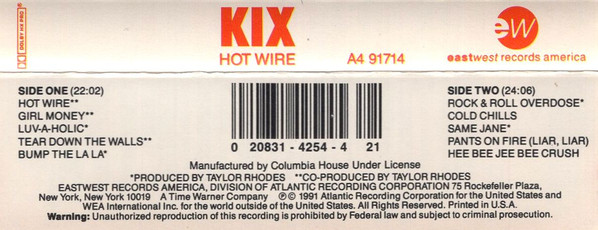 DOLBY HX PRO
KIX
HOT WIRE
A4 91714
ew
eastwest records america
SIDE ONE (22:02)
HOT WIRE**
GIRL MONEY**
LUV-A-HOLIC*
TEAR DOWN THE WALLS**
BUMP THE LA LA*
0 20831 - 4254 - 4 21
SIDE TWO (24:06)
ROCK & ROLL OVERDOSE*
COLD CHILLS
SAME JANE*
PANTS ON FIRE (LIAR, LIAR)
HEE BEE JEE BEE CRUSH
Manufactured by Columbia House Under License
*PRODUCED BY TAYLOR RHODES **CO-PRODUCED BY TAYLOR RHODES
EASTWEST RECORDS AMERICA, DIVISION OF ATLANTIC RECORDING CORPORATION 75 Rockefeller Plaza,
New York, New York 10019 A Time Warner Company Ⓟ © 1991 Atlantic Recording Corporation for the United States and
WEA International Inc. for the world outside of the United States. All Rights Reserved. Printed in U.S.A.
Warning: Unauthorized reproduction of this recording is prohibited by Federal law and subject to criminal prosecution.